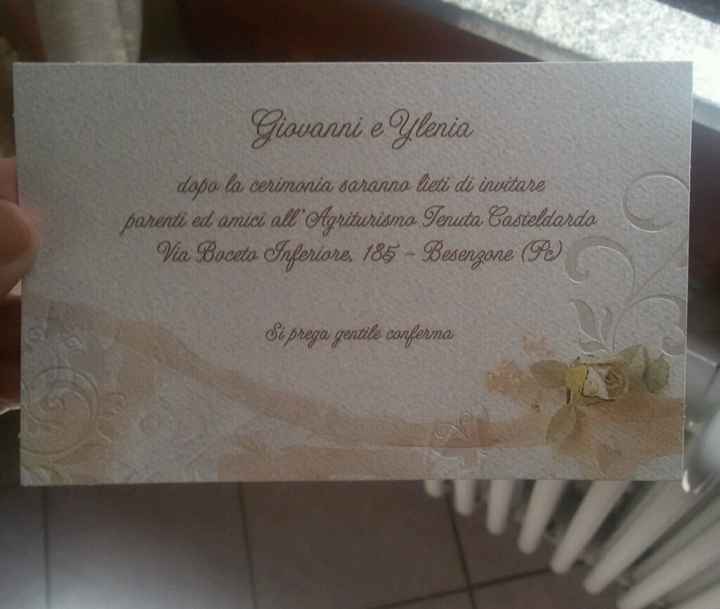 Giovanni e Ylenia
dopo la cerimonia saranno lieti di invitare
parenti ed amici all'Agriturismo Tenuta Casteldardo
Via Boceto Inferiore, 185 - Besenzone (Pc)
Si prega gentile conferma